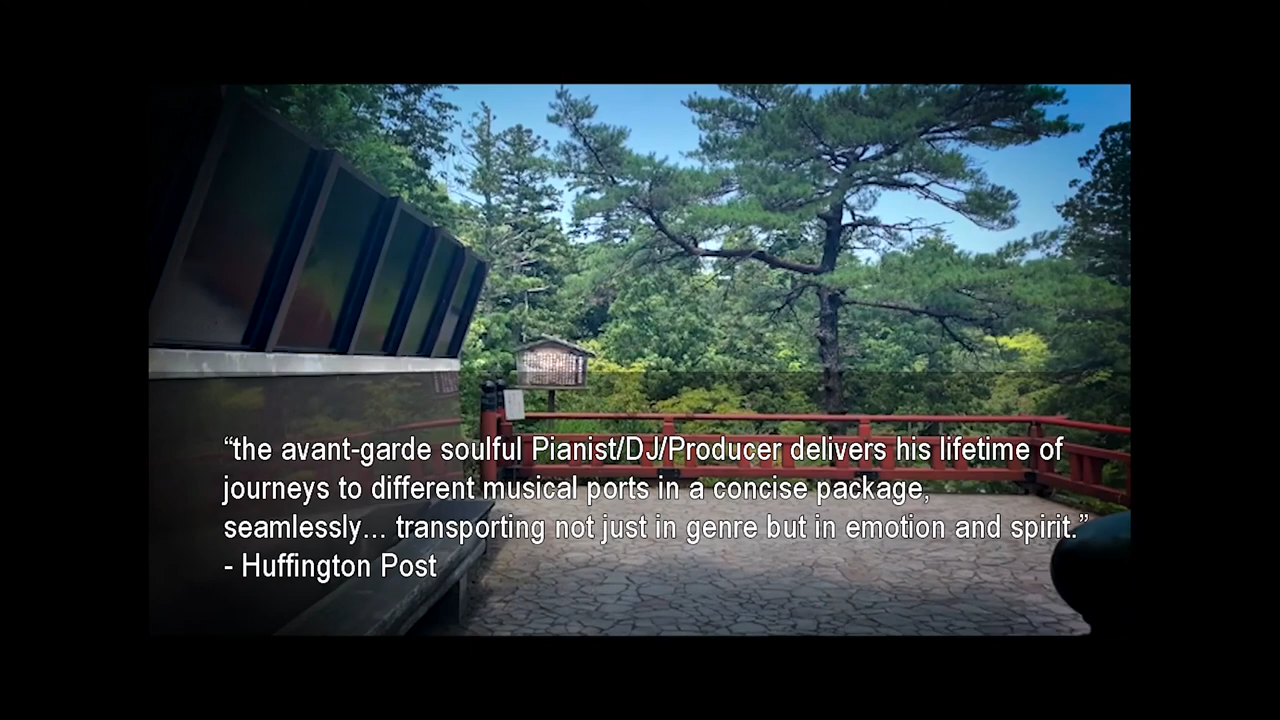 “the avant-garde soulful Pianist/DJ/Producer delivers his lifetime of
journeys to different musical ports in a concise package,
seamlessly... transporting not just in genre but in emotion and spirit.”
- Huffington Post